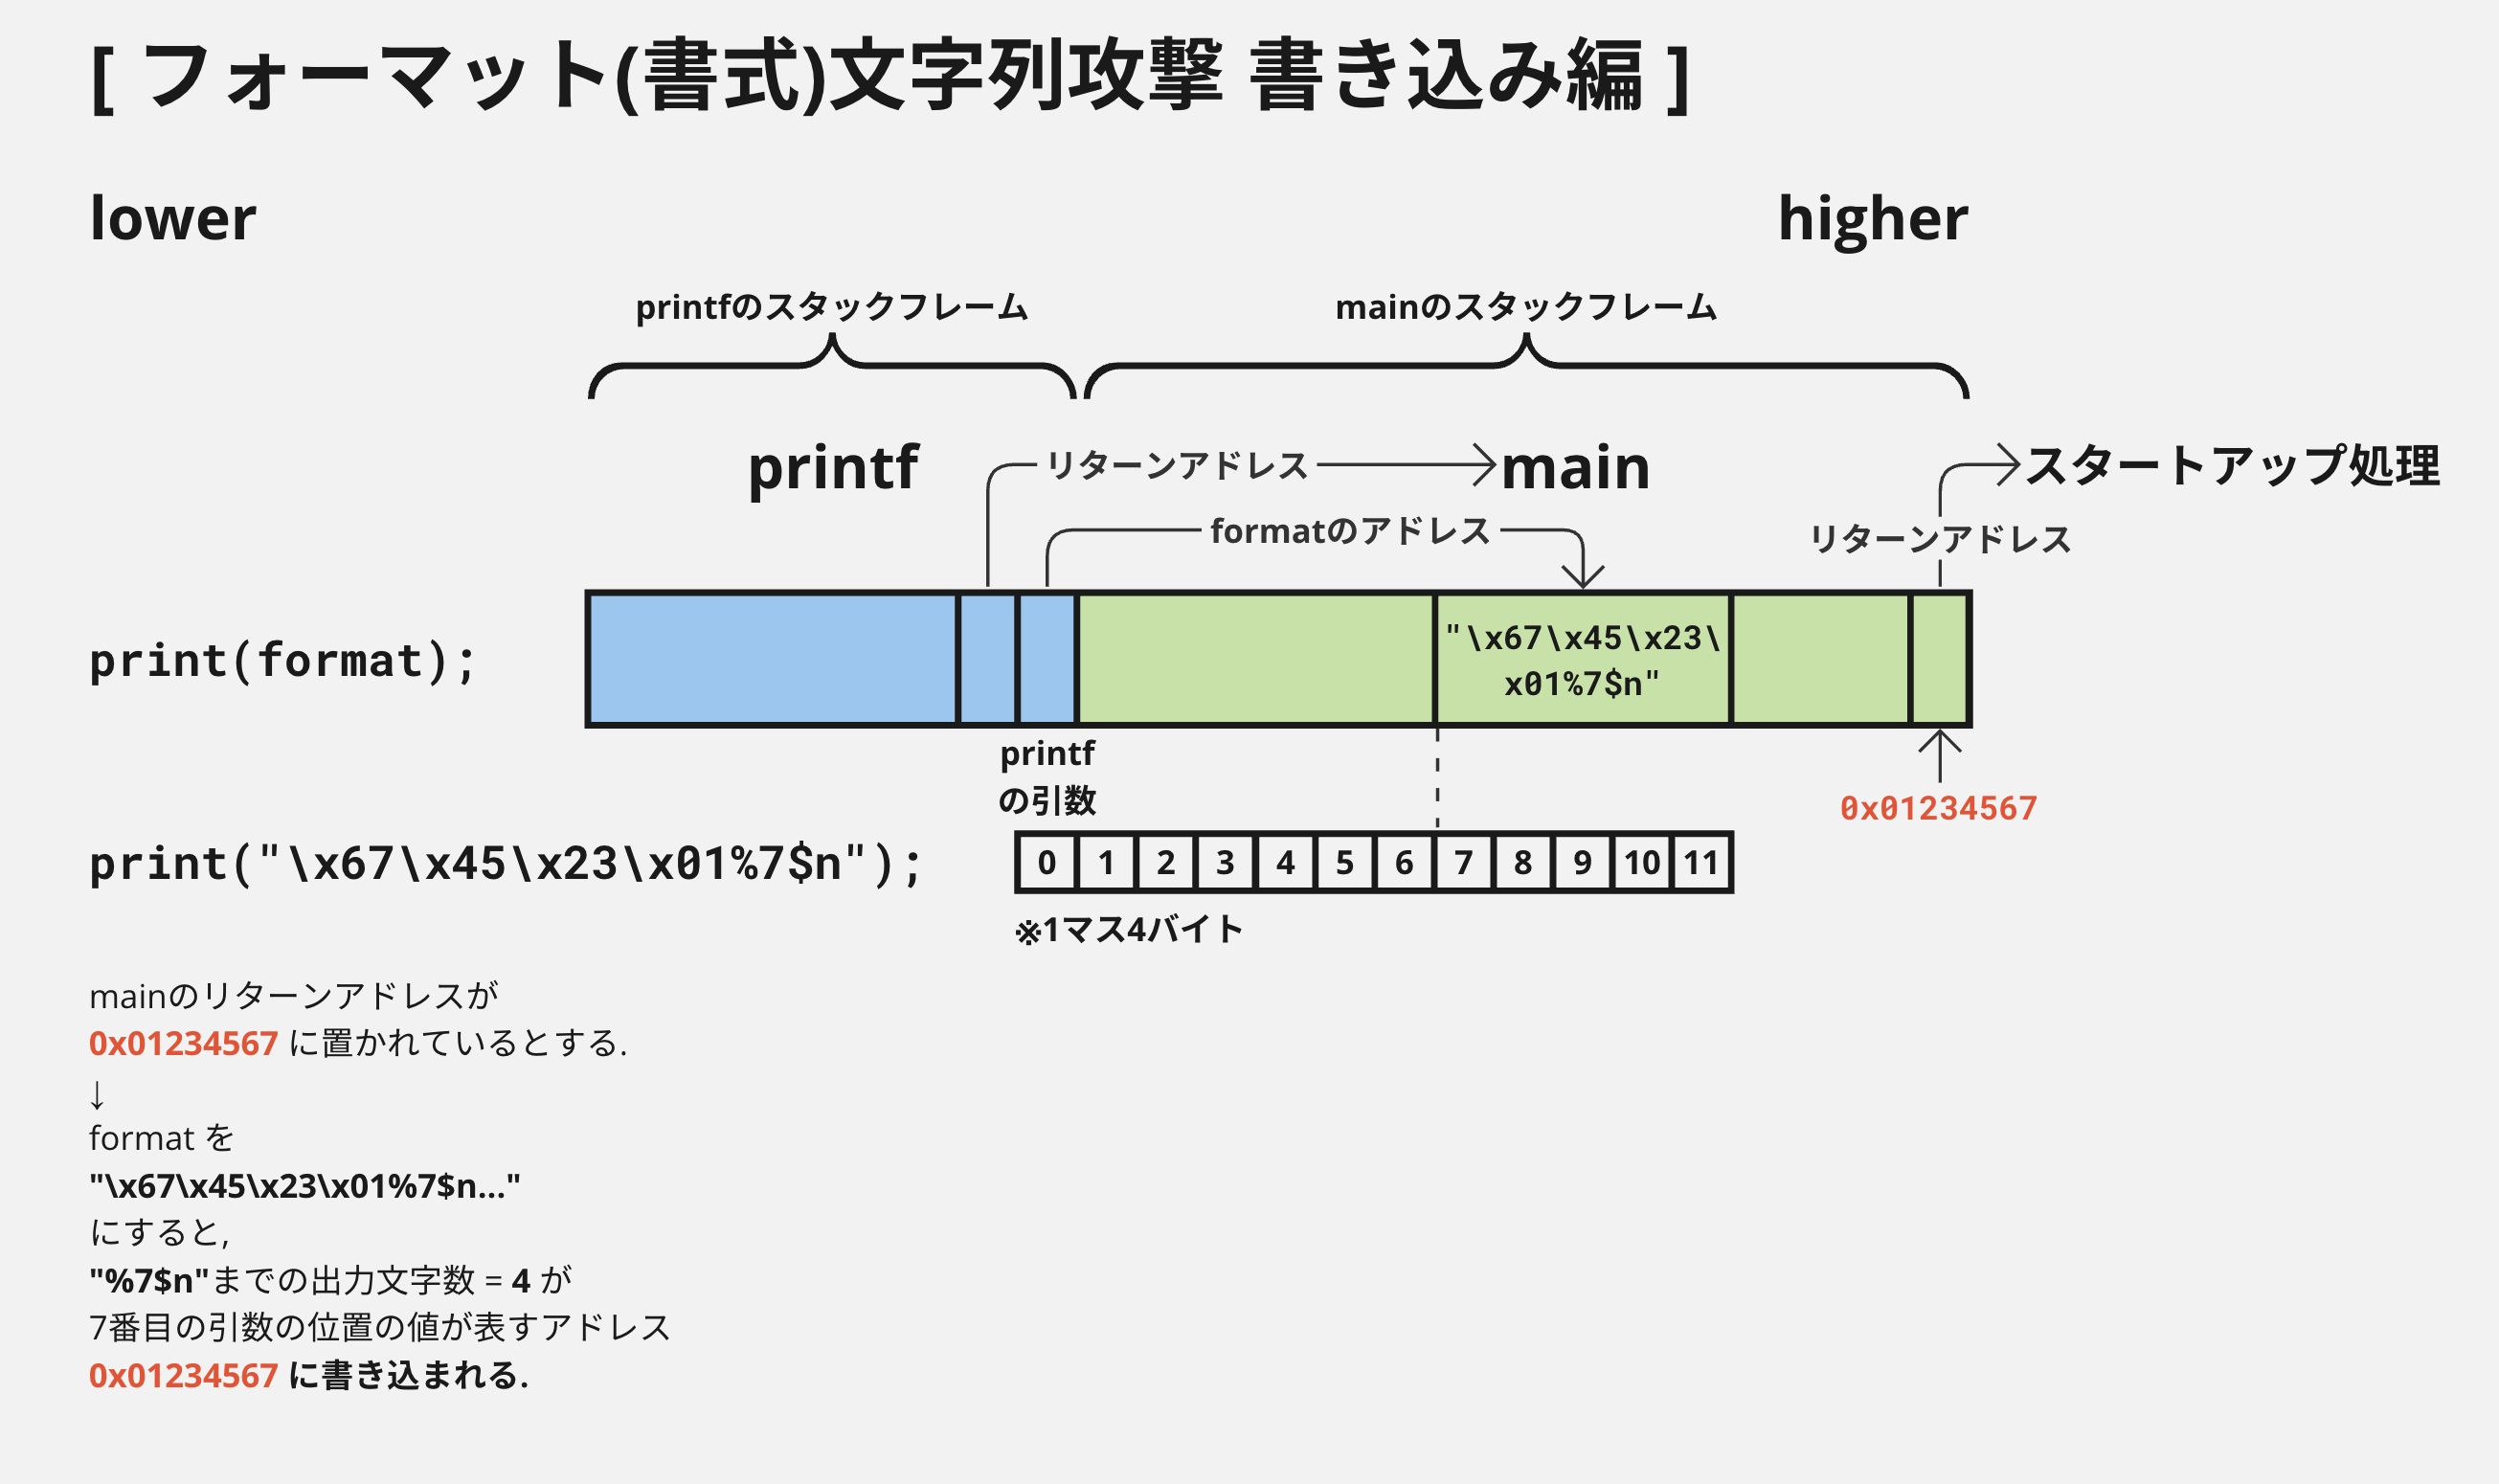 [ フォーマット(書式)文字列攻撃 書き込み編 ]
lower
higher
printfのスタックフレーム
mainのスタックフレーム
printf
リターンアドレス
main
スタートアップ処理
formatのアドレス
リターンアドレス
print(format);
"\x67\x45\x23\
x01%7$n"
printf
の引数
0x01234567
print("\x67\x45\x23\x01%7$n");
0 1 2 3 4 5 6 7 8 9 10 11
※1マス4バイト
mainのリターンアドレスが
0x01234567 に置かれているとする.
↓
format を
"\x67\x45\x23\x01%7$n..."
にすると,
"%7$n"までの出力文字数 = 4 が
7番目の引数の位置の値が表すアドレス
0x01234567 に書き込まれる.